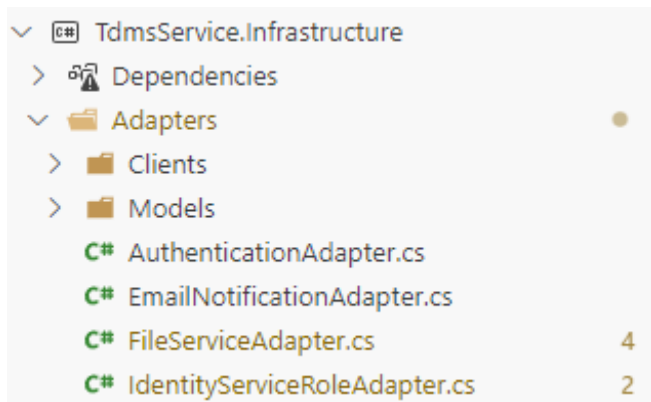 C# TdmsService.Infrastructure
Dependencies
Adapters
Clients
Models
C# AuthenticationAdapter.cs
C# EmailNotificationAdapter.cs
C# FileServiceAdapter.cs 4
C# IdentityServiceRoleAdapter.cs 2